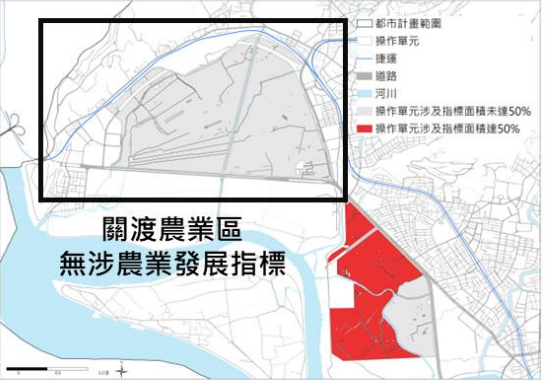 都市計畫範圍
操作單元
捷運
道路
河川
操作單元涉及指標面積未達50%
操作單元涉及指標面積達50%
關渡農業區
無涉農業發展指標